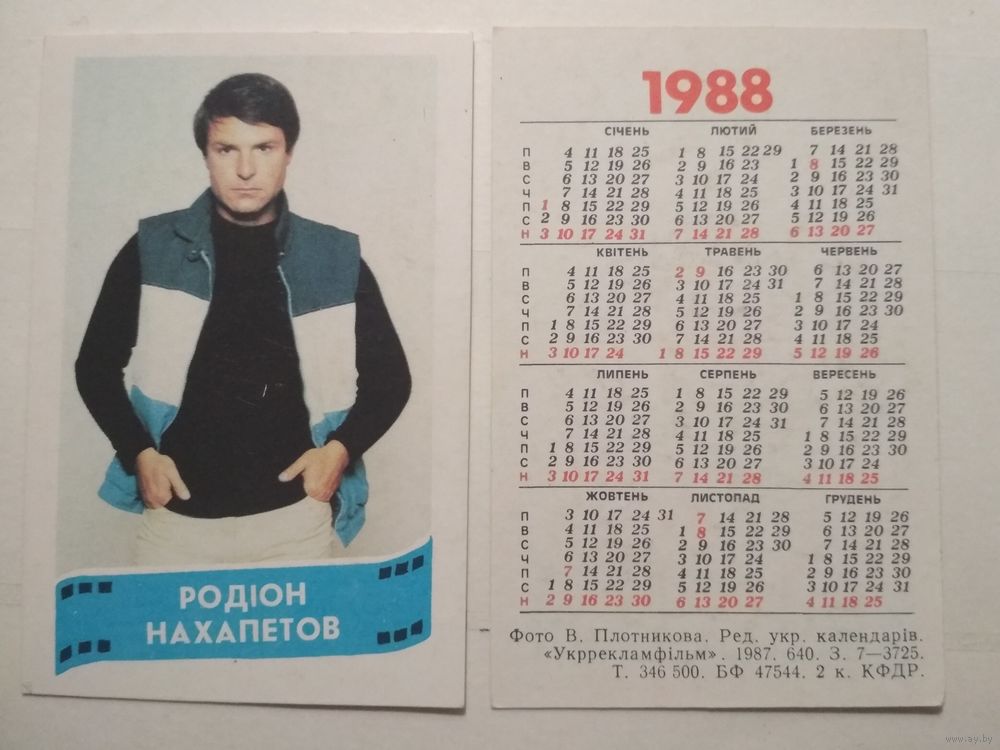 РОДІОН
НАХАПЕТОВ
1988
СІЧЕНЬ ЛЮТИЙ БЕРЕЗЕНЬ
П 4 11 18 25 1 8 15 22 29 7 14 21 28
В 5 12 19 26 2 9 16 23 1 8 15 22 29
С 6 13 20 27 3 10 17 24 2 9 16 23 30
Ч 7 14 21 28 4 11 18 25 3 10 17 24 31
П 1 8 15 22 29 5 12 19 26 4 11 18 25
С 2 9 16 23 30 6 13 20 27 5 12 19 26
Н 3 10 17 24 31 7 14 21 28 6 13 20 27
КВІТЕНЬ ТРАВЕНЬ ЧЕРВЕНЬ
П 4 11 18 25 2 9 16 23 30 6 13 20 27
В 5 12 19 26 3 10 17 24 31 7 14 21 28
С 6 13 20 27 4 11 18 25 1 8 15 22 29
Ч 7 14 21 28 5 12 19 26 2 9 16 23 30
П 1 8 15 22 29 6 13 20 27 3 10 17 24
С 2 9 16 23 30 7 14 21 28 4 11 18 25
Н 3 10 17 24 1 8 15 22 29 5 12 19 26
ЛИПЕНЬ СЕРПЕНЬ ВЕРЕСЕНЬ
П 4 11 18 25 1 8 15 22 29 5 12 19 26
В 5 12 19 26 2 9 16 23 30 6 13 20 27
С 6 13 20 27 3 10 17 24 31 7 14 21 28
Ч 7 14 21 28 4 11 18 25 1 8 15 22 29
П 1 8 15 22 29 5 12 19 26 2 9 16 23 30
С 2 9 16 23 30 6 13 20 27 3 10 17 24
Н 3 10 17 24 31 7 14 21 28 4 11 18 25
ЖОВТЕНЬ ЛИСТОПАД ГРУДЕНЬ
П 3 10 17 24 31 7 14 21 28 5 12 19 26
В 4 11 18 25 1 8 15 22 29 6 13 20 27
С 5 12 19 26 2 9 16 23 30 7 14 21 28
Ч 6 13 20 27 3 10 17 24 1 8 15 22 29
П 7 14 21 28 4 11 18 25 2 9 16 23 30
С 1 8 15 22 29 5 12 19 26 3 10 17 24 31
Н 2 9 16 23 30 6 13 20 27 4 11 18 25
Фото В. Плотникова. Ред. укр. календарів.
«Укррекламфільм». 1987. 640. З. 7—3725.
Т. 346 500. БФ 47544. 2 к. КФДР.
www.ay.by